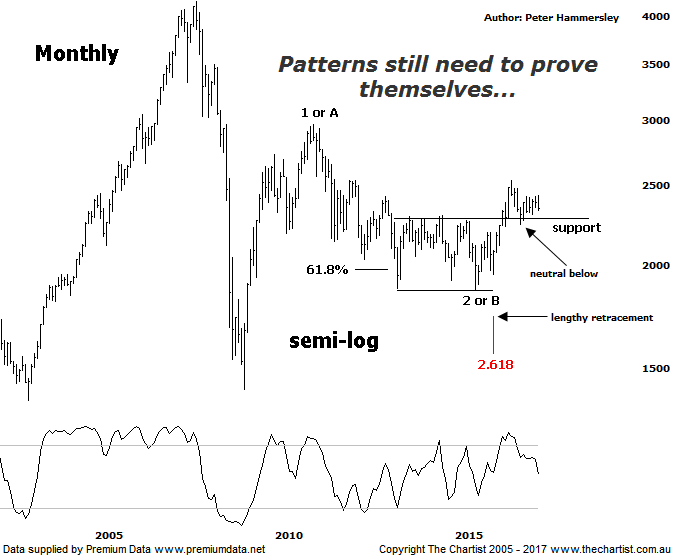 Author: Peter Hammersley
4000
Monthly
Patterns still need to prove
themselves...
3500
1 or A
3000
2500
support
61.8%
neutral below
2000
2 or B
lengthy retracement
semi-log
2.618
1500
2005 2010 2015
Data supplied by Premium Data www.premiumdata.net Copyright The Chartist 2005 - 2017 www.thechartist.com.au